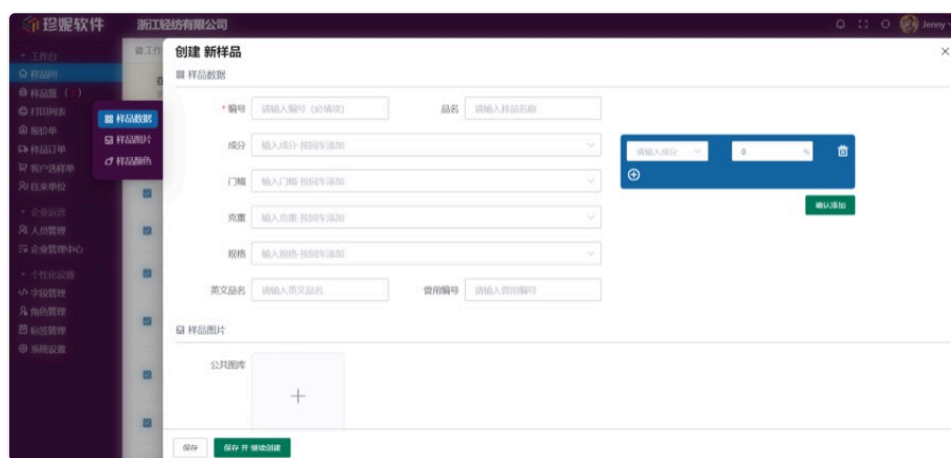 珍妮软件
浙江轻纺有限公司
Jenny
工作台
样品间
样品篮 (3)
打印列表
报价单
样品订单
客户选样单
往来单位
企业运营
人员管理
企业管理中心
个性化设置
字段管理
角色管理
标签管理
系统设置
样品数据
样品图片
样品颜色
创建 新样品
样品数据
* 编号 请输入编号 (必填项) 品名 请输入样品名称
成分 输入成分-按回车添加
请输入成分 0 %
门幅 输入门幅-按回车添加
确认添加
克重 输入克重-按回车添加
规格 输入规格-按回车添加
英文品名 请输入英文品名 曾用编号 请输入曾用编号
样品图片
公共图库
保存 保存 并 继续创建